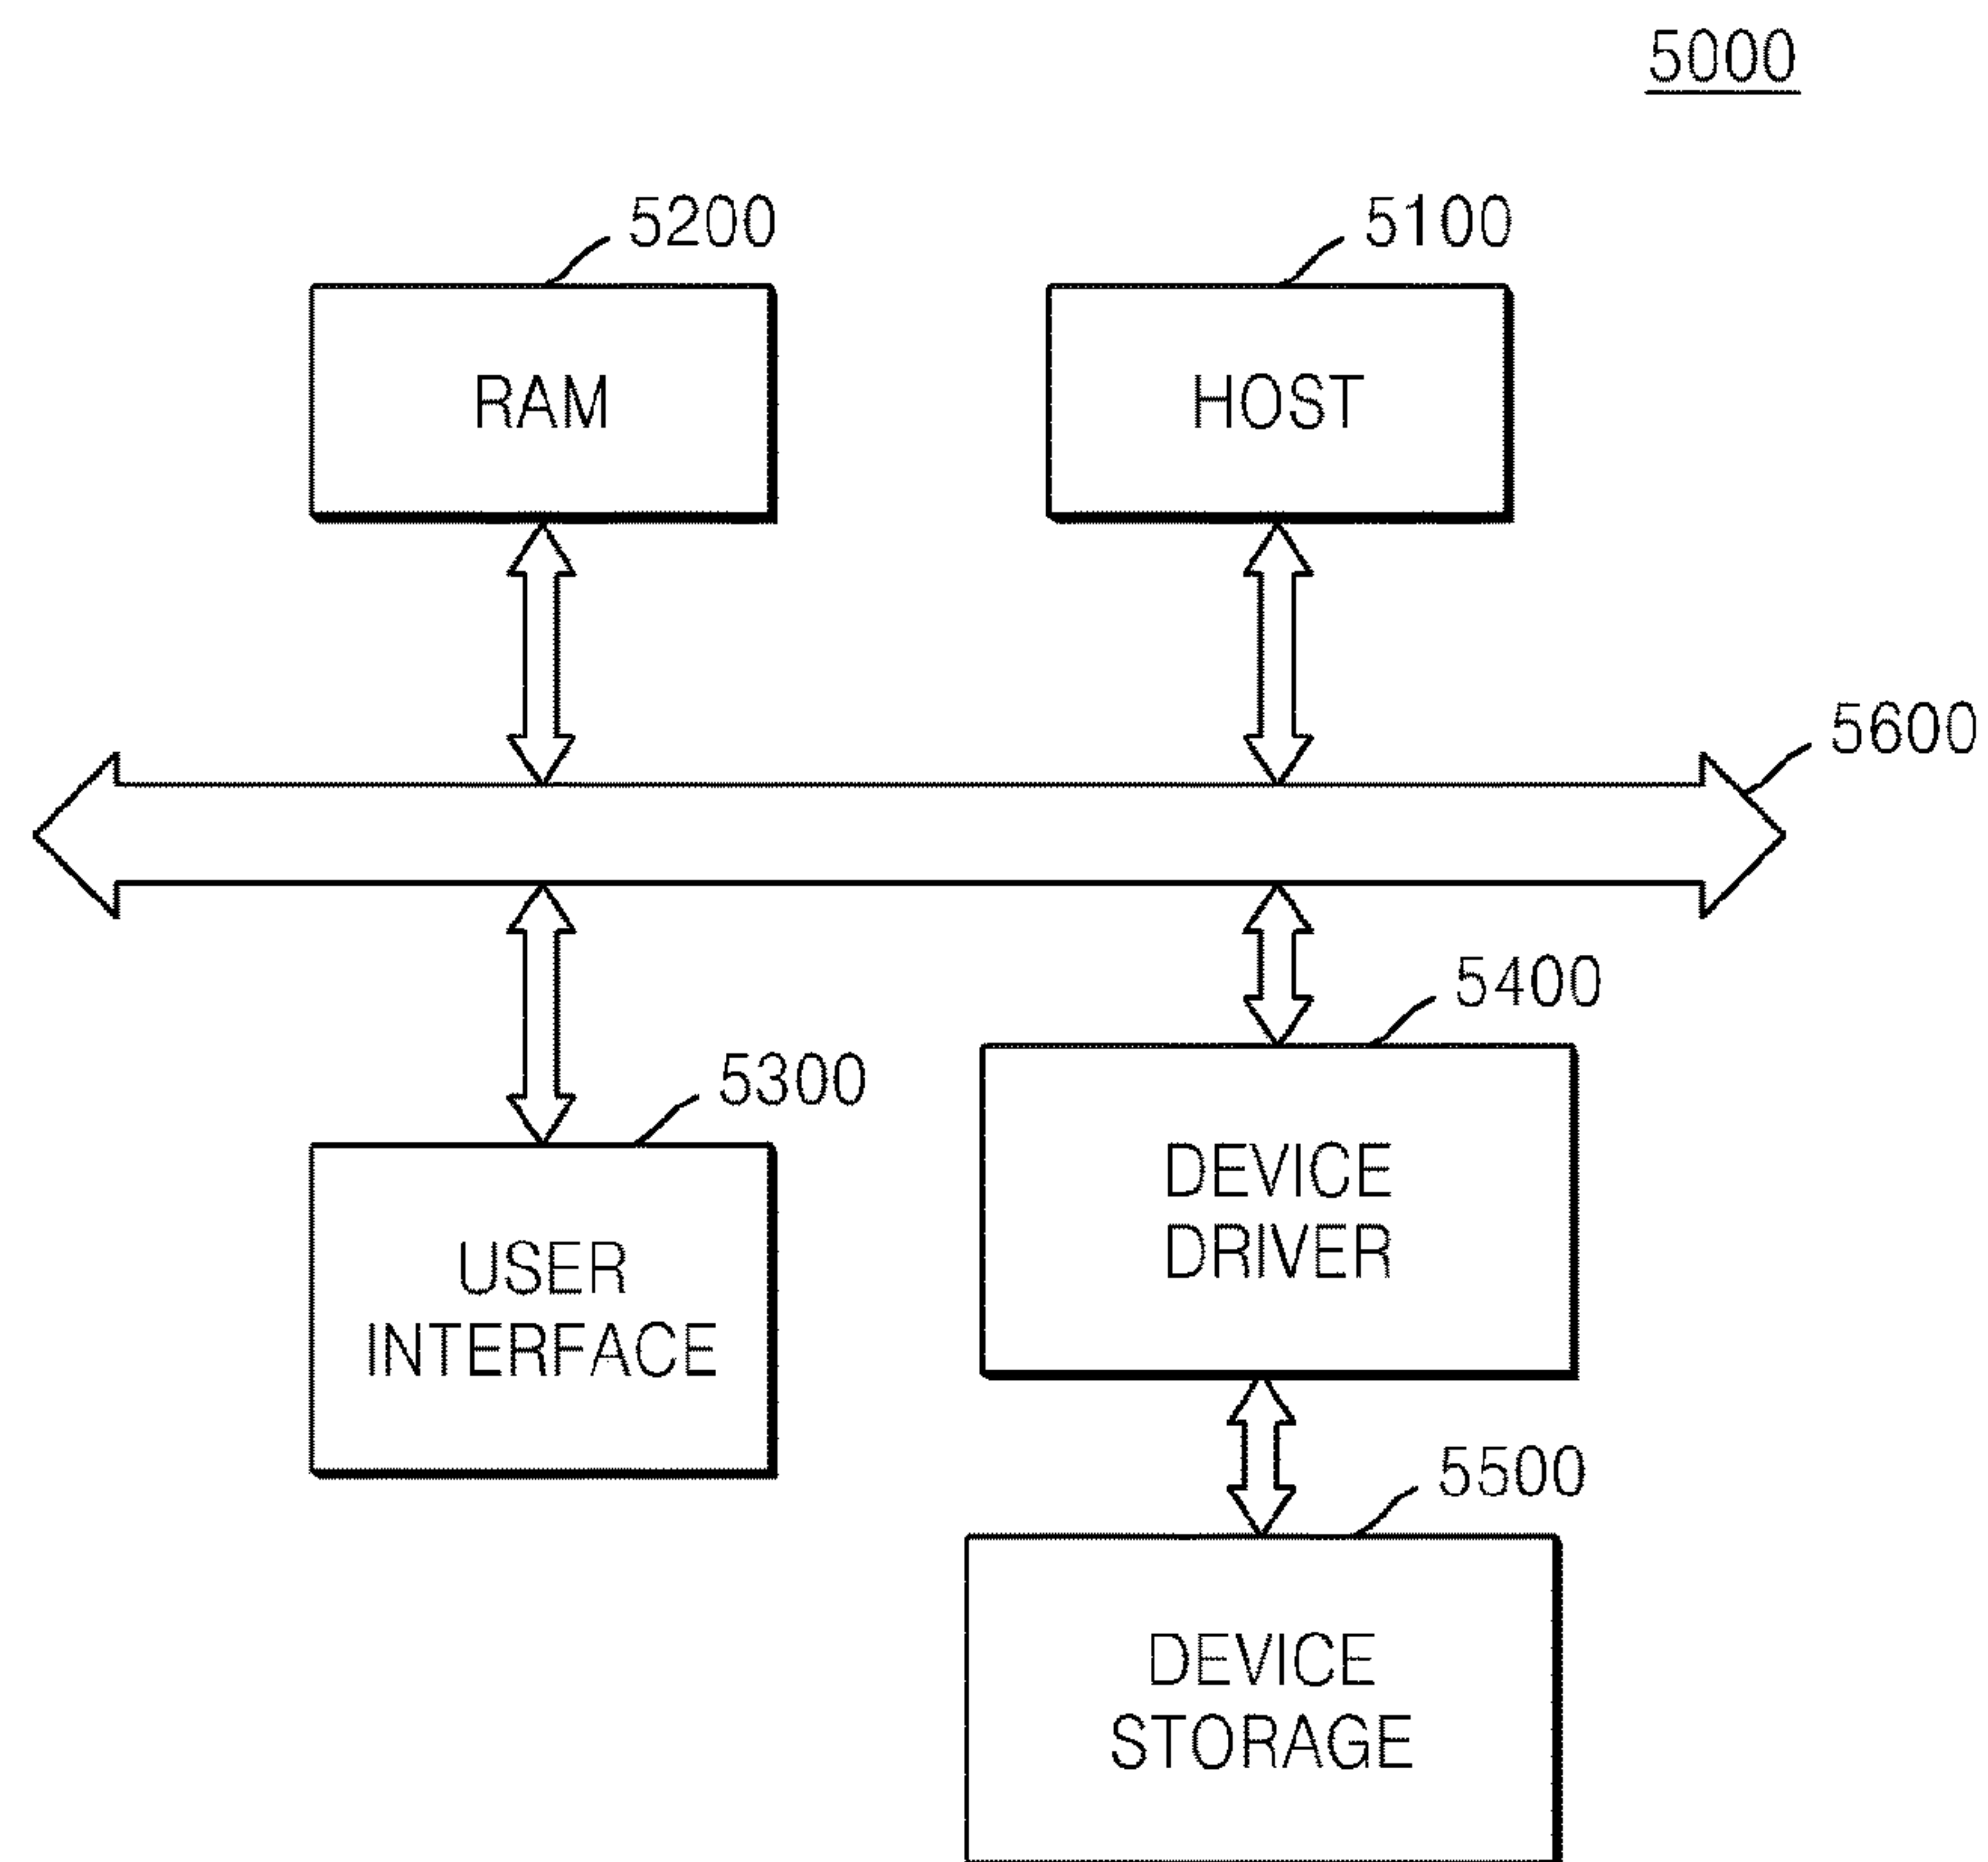 5000
5200
5100
RAM
HOST
5600
5400
5300
DEVICE
DRIVER
USER
INTERFACE
5500
DEVICE
STORAGE